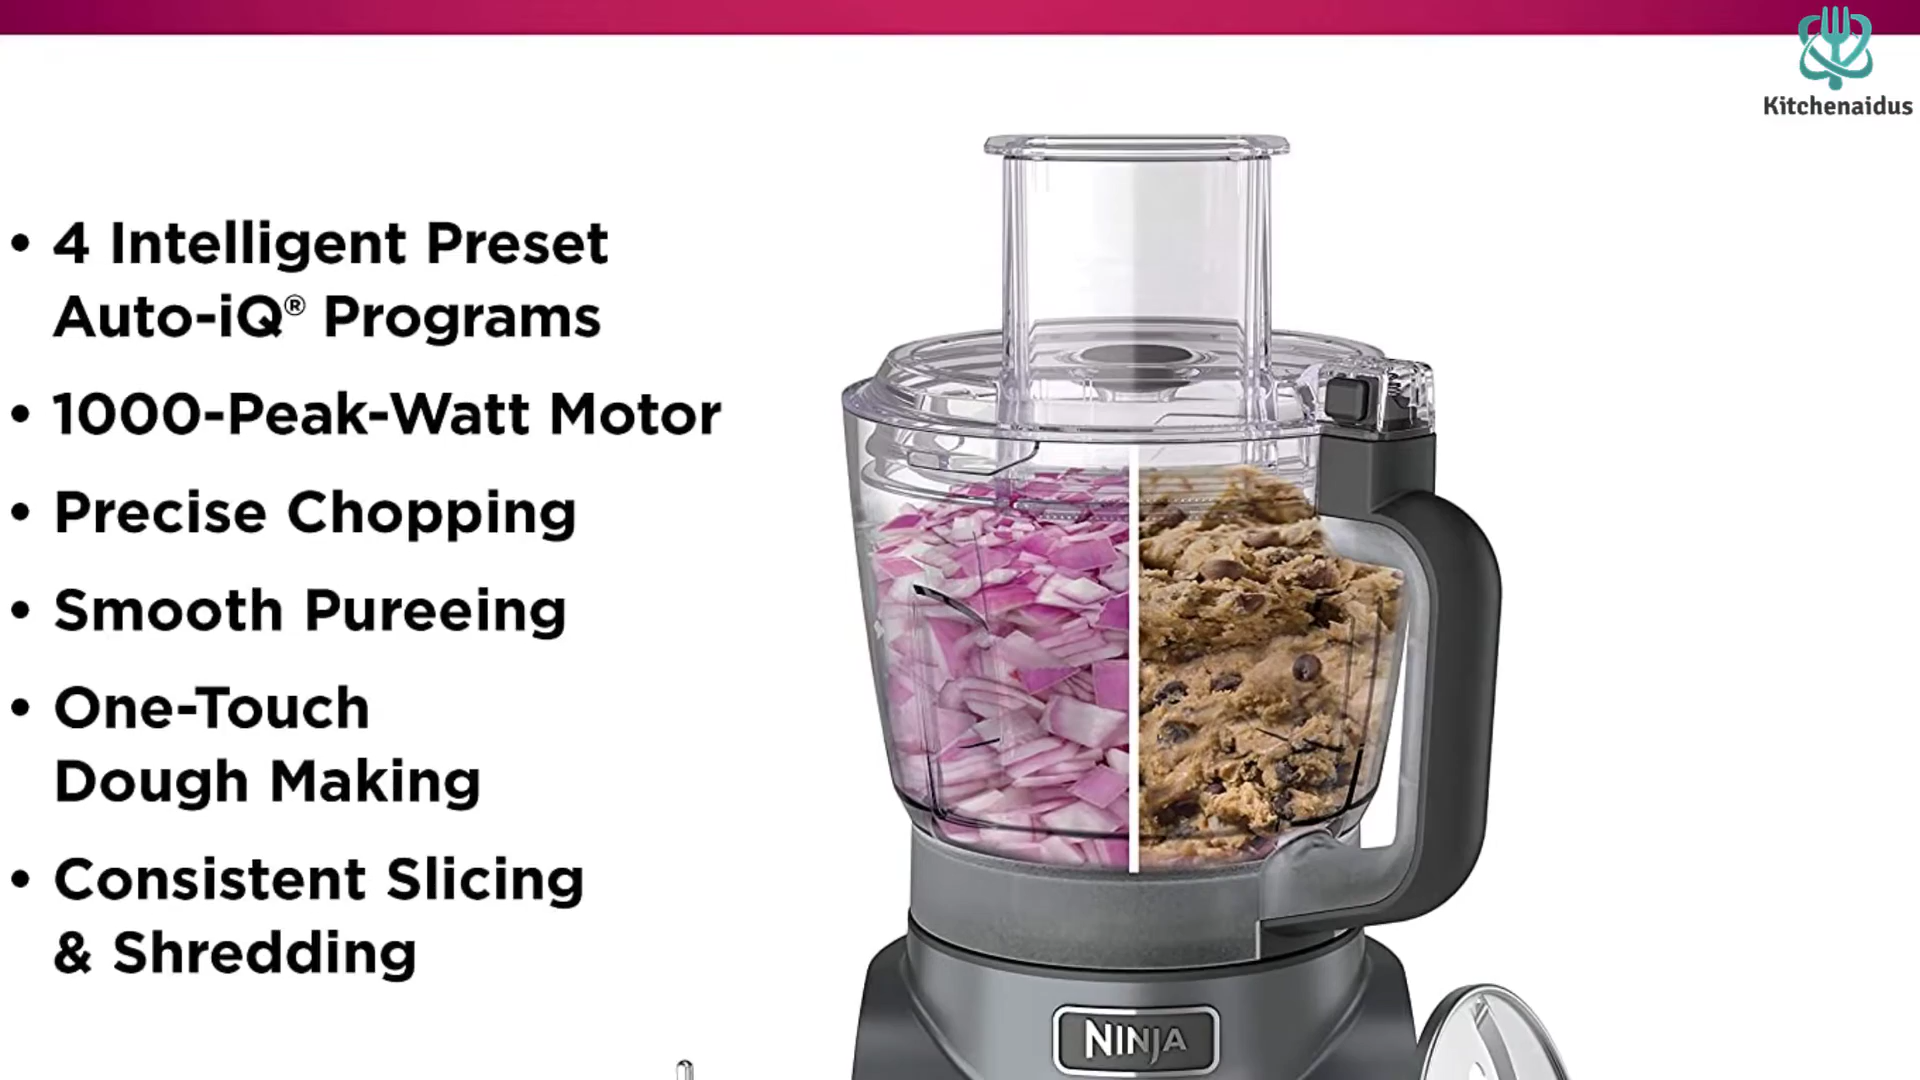 Kitchenaidus
• 4 Intelligent Preset
Auto-iQ® Programs
• 1000-Peak-Watt Motor
• Precise Chopping
• Smooth Pureeing
• One-Touch
Dough Making
• Consistent Slicing
& Shredding
NINJA